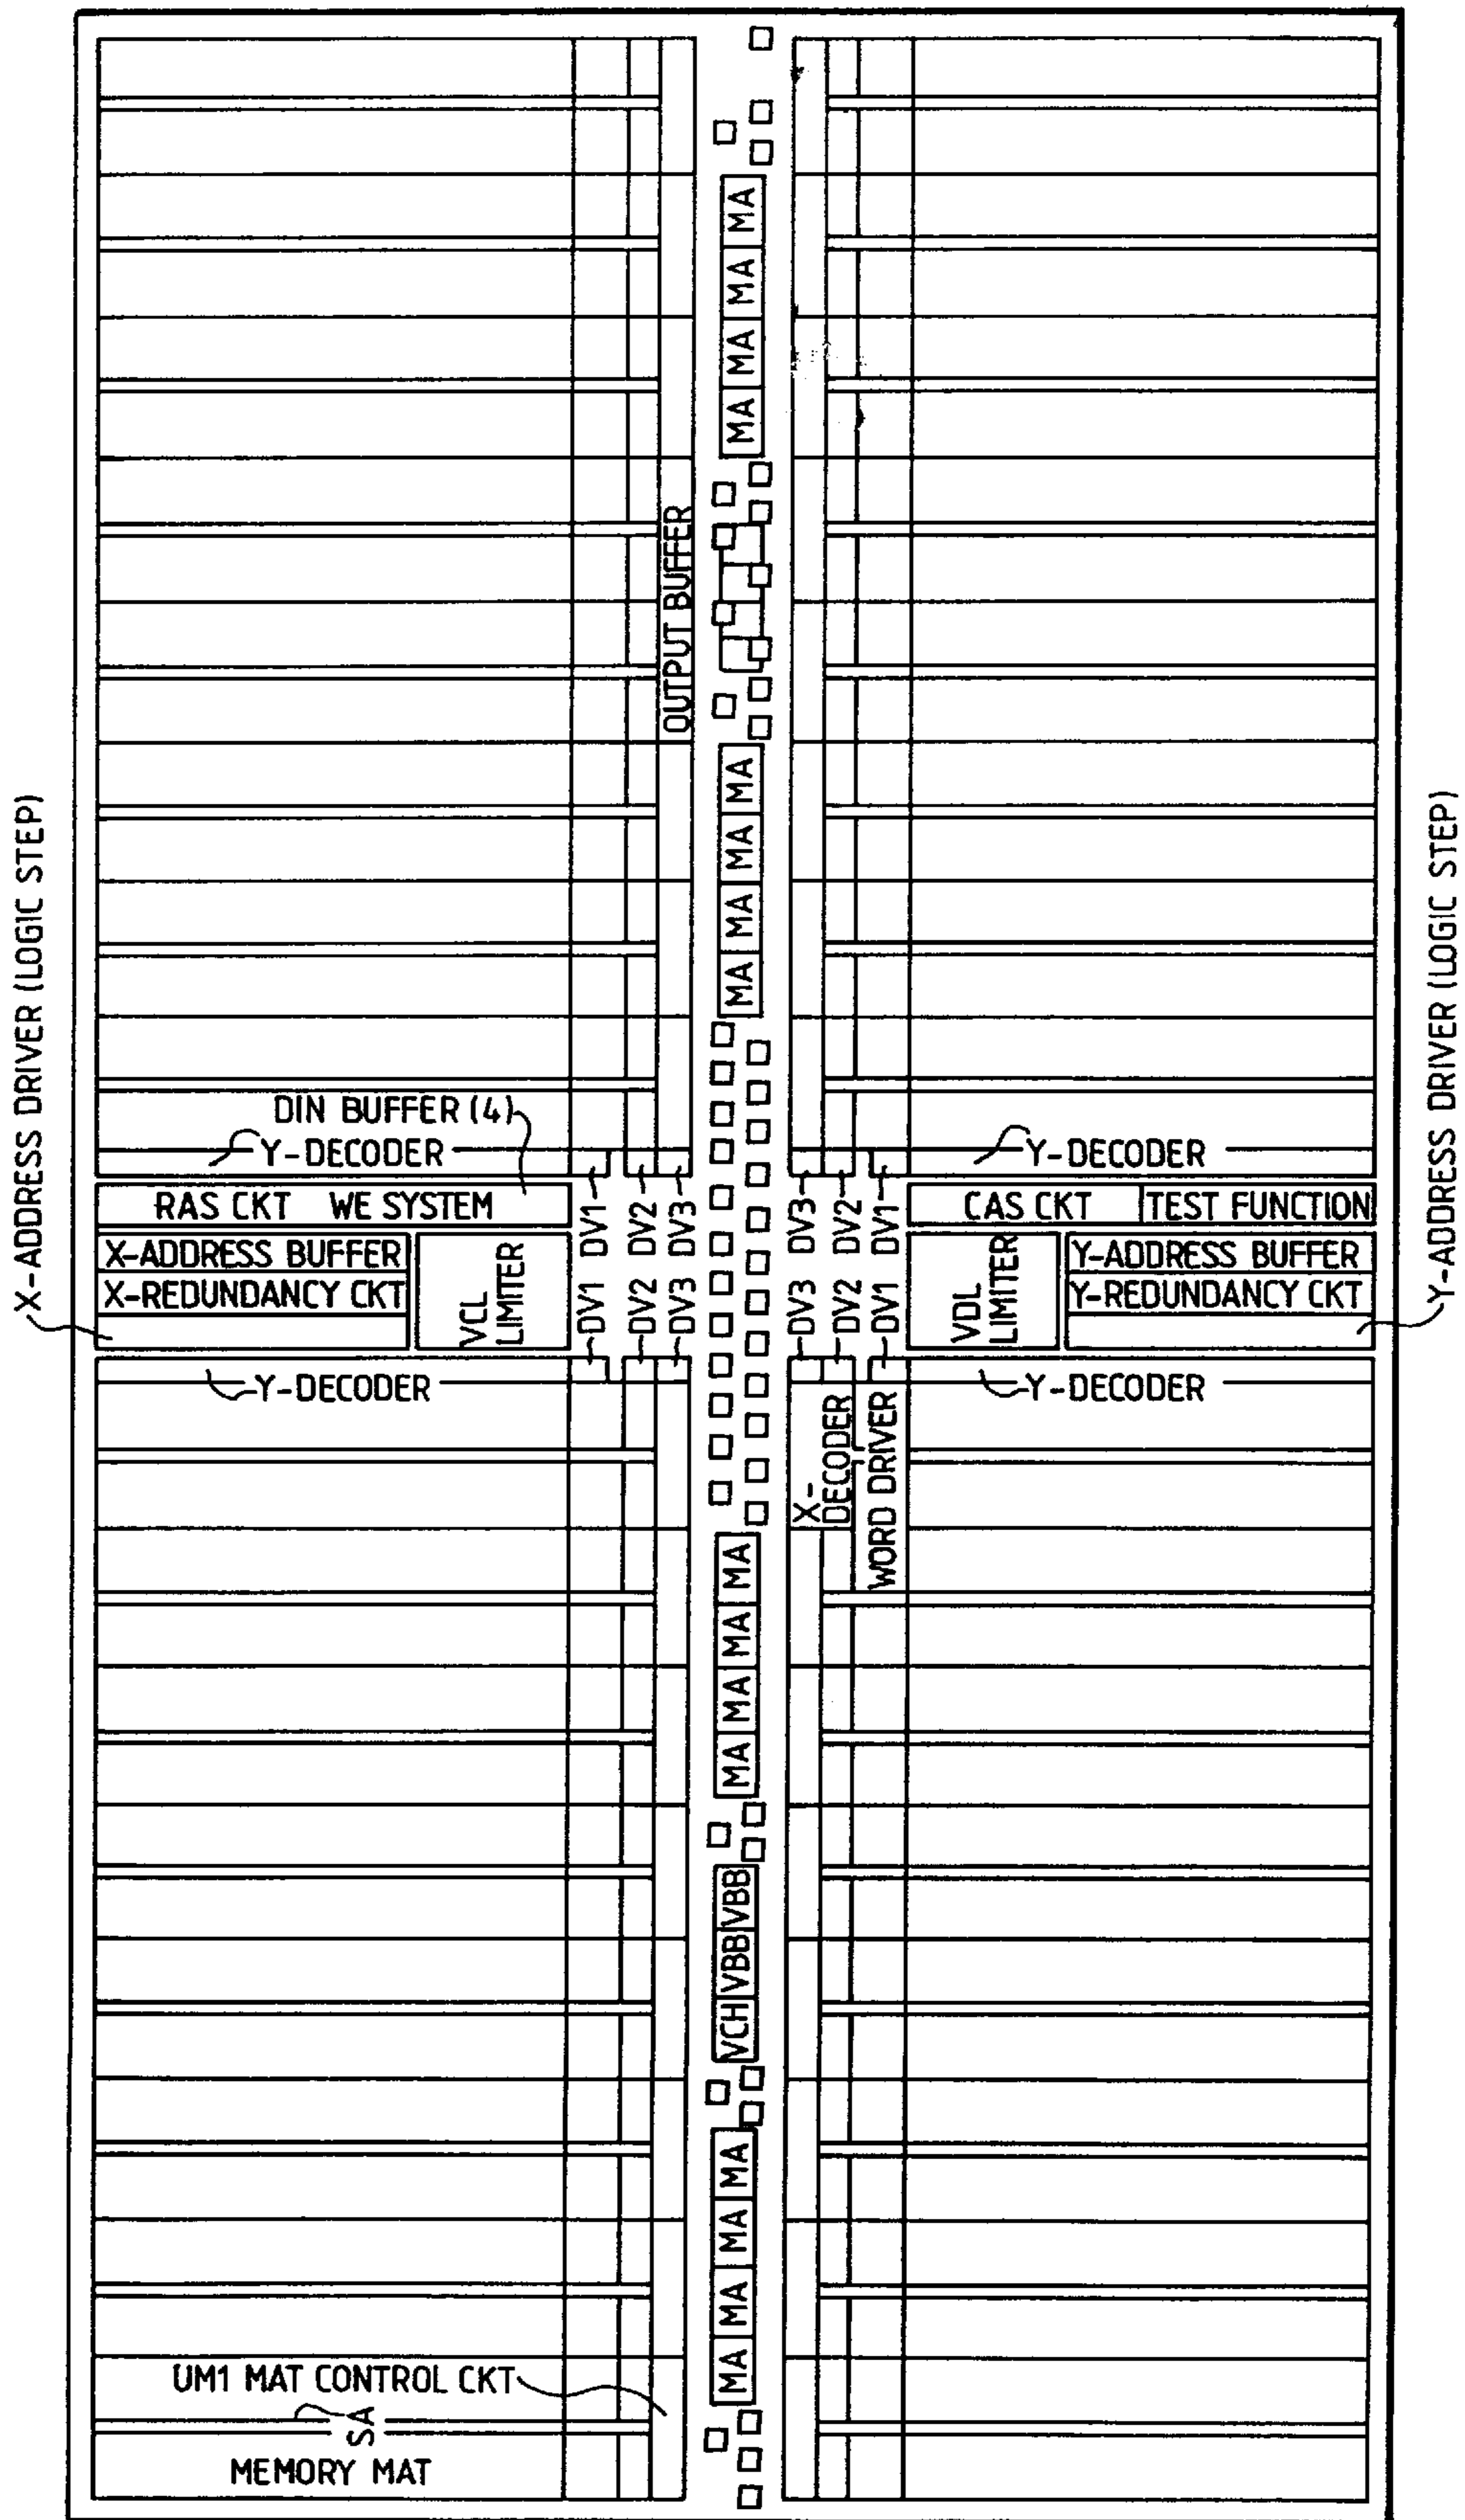 X-ADDRESS DRIVER (LOGIC STEP)
MA MA MA MA
OUTPUT BUFFER
MA MA MA MA
DIN BUFFER (4)
Y-DECODER
Y-DECODER
RAS CKT WE SYSTEM
DV1
DV2
DV3
DV3
DV2
DV1
CAS CKT
TEST FUNCTION
X-ADDRESS BUFFER
X-REDUNDANCY CKT
VCL LIMITER
DV1
DV2
DV3
DV3
DV2
DV1
VDL LIMITER
Y-ADDRESS BUFFER
Y-REDUNDANCY CKT
Y-ADDRESS DRIVER (LOGIC STEP)
Y-DECODER
X-DECODER
WORD DRIVER
Y-DECODER
MA MA MA MA
VCH VBB VBB
MA MA MA MA
UM1 MAT CONTROL CKT
SA
MEMORY MAT